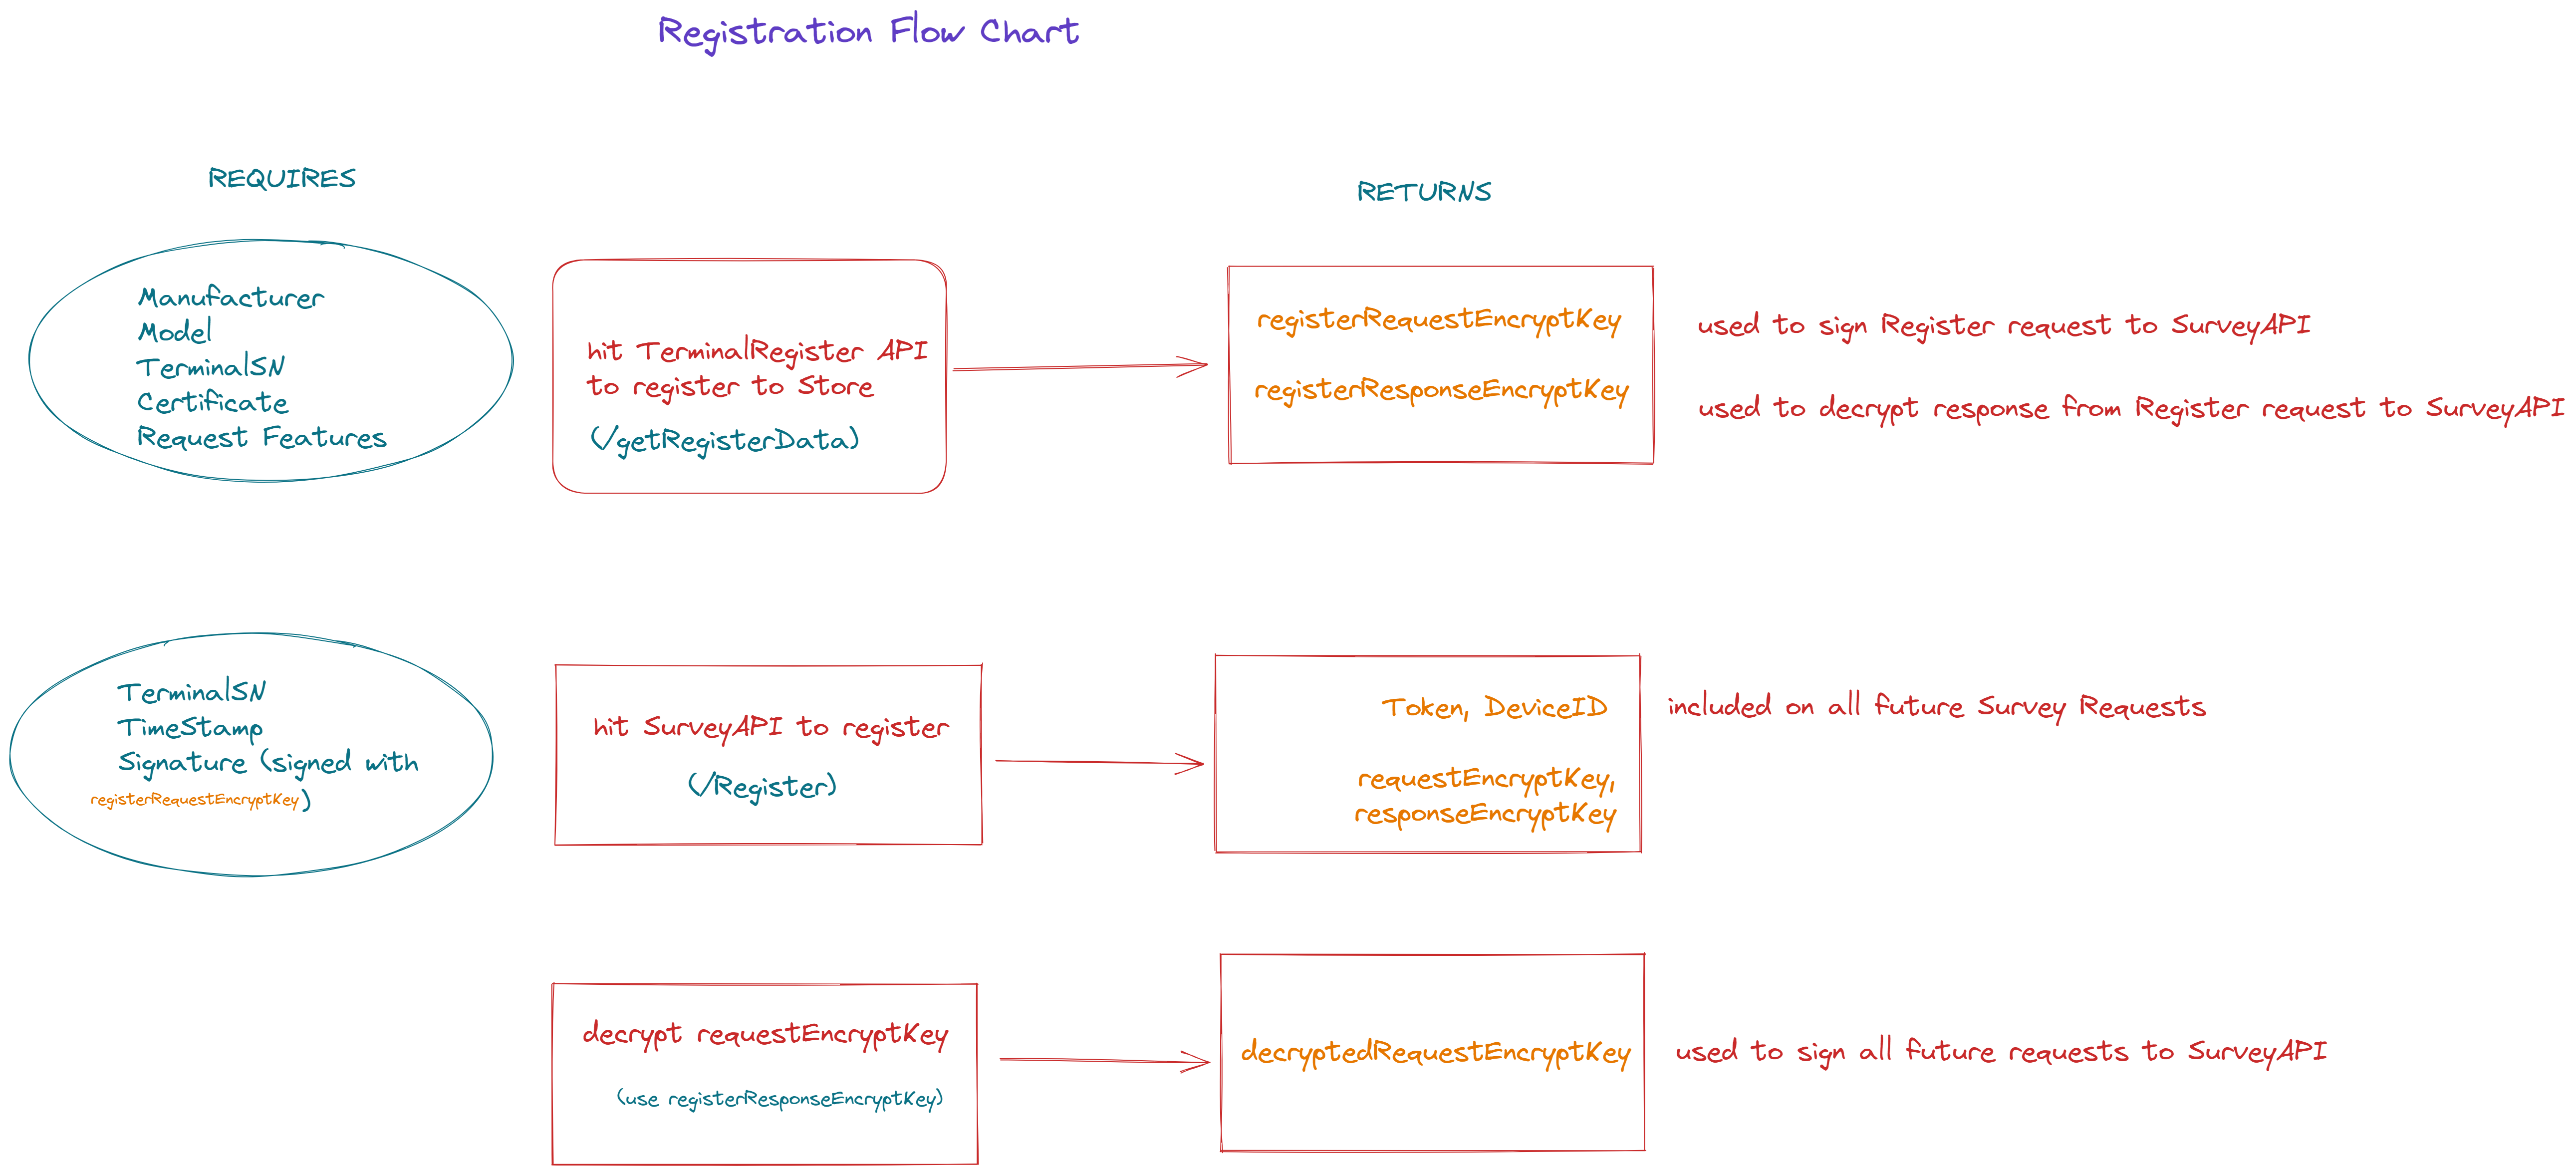 Registration Flow Chart
REQUIRES
RETURNS
Manufacturer
Model
TerminalSN
Certificate
Request Features
hit TerminalRegister API
to register to Store
(/getRegisterData)
registerRequestEncryptKey
registerResponseEncryptKey
used to sign Register request to SurveyAPI
used to decrypt response from Register request to SurveyAPI
TerminalSN
TimeStamp
Signature (signed with
registerRequestEncryptKey)
hit SurveyAPI to register
(/Register)
Token, DeviceID
requestEncryptKey,
responseEncryptKey
included on all future Survey Requests
decrypt requestEncryptKey
(use registerResponseEncryptKey)
decryptedRequestEncryptKey
used to sign all future requests to SurveyAPI